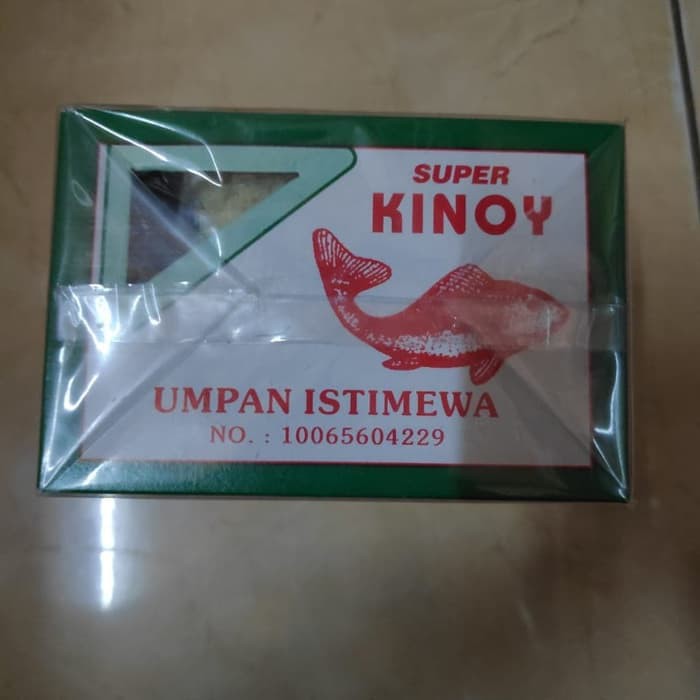 SUPER
KINOY
UMPAN ISTIMEWA
NO. : 10065604229